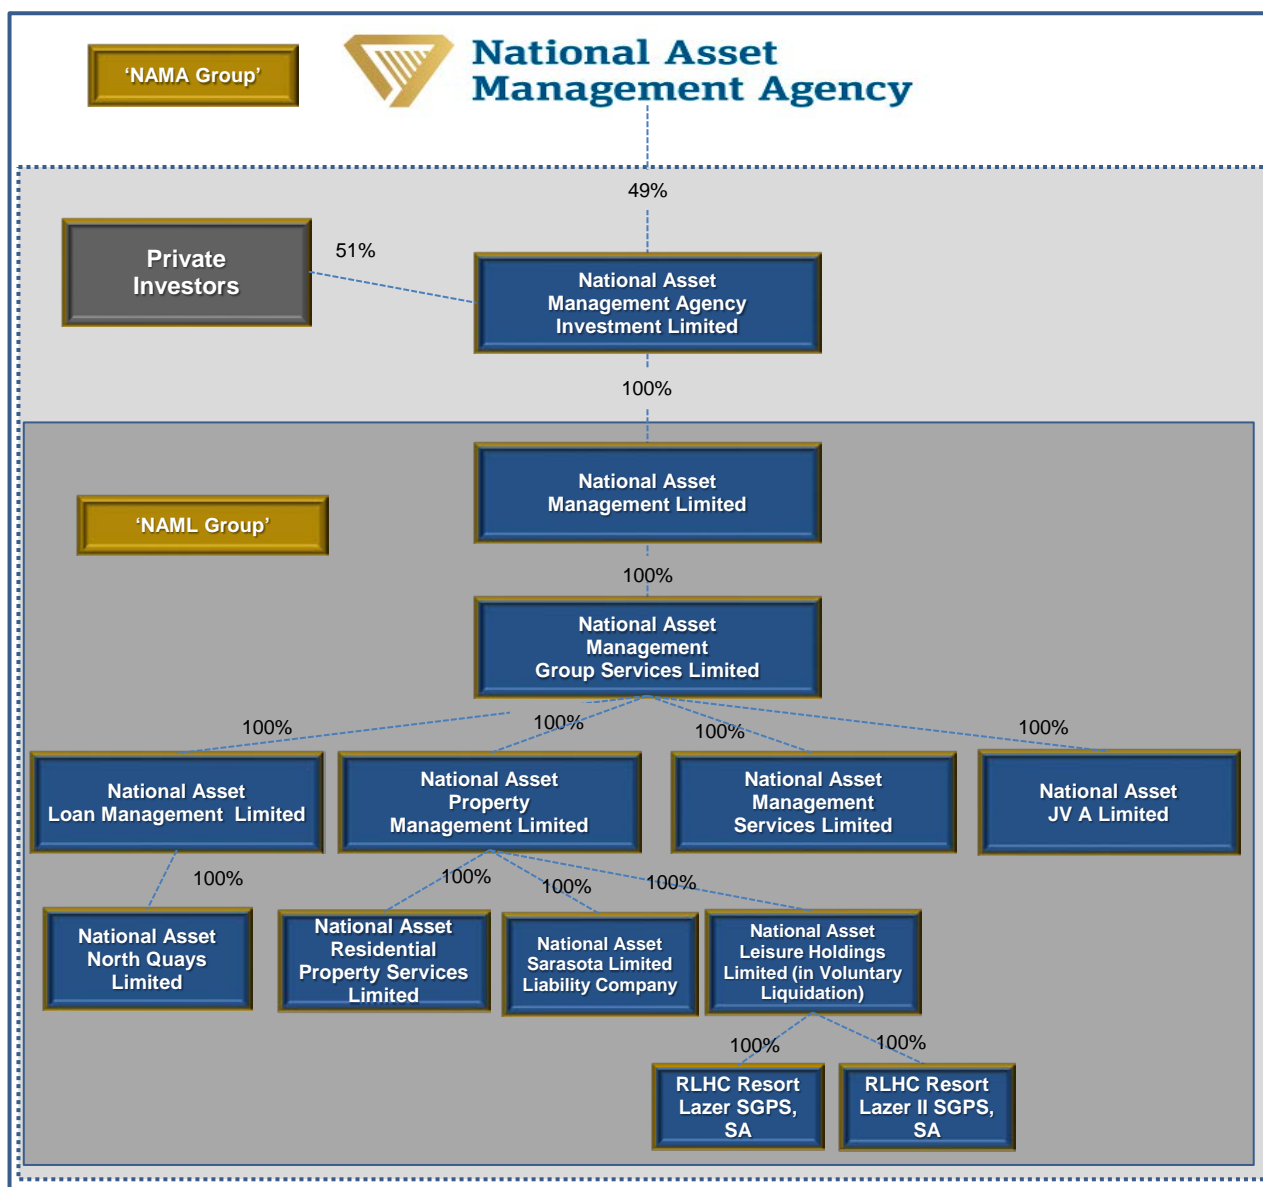 ‘NAMA Group’
National Asset
Management Agency
49%
Private
Investors
51%
National Asset
Management Agency
Investment Limited
100%
National Asset
Management Limited
‘NAML Group’
100%
National Asset
Management
Group Services Limited
100%
100%
100%
100%
National Asset
Loan Management  Limited
National Asset
Property
Management Limited
National Asset
Management
Services Limited
National Asset
JV A Limited
100%
100%
100%
100%
National Asset
North Quays
Limited
National Asset
Residential
Property Services
Limited
National Asset
Sarasota Limited
Liability Company
National Asset
Leisure Holdings
Limited (in Voluntary
Liquidation)
100%
100%
RLHC Resort
Lazer SGPS,
SA
RLHC Resort
Lazer II SGPS,
SA